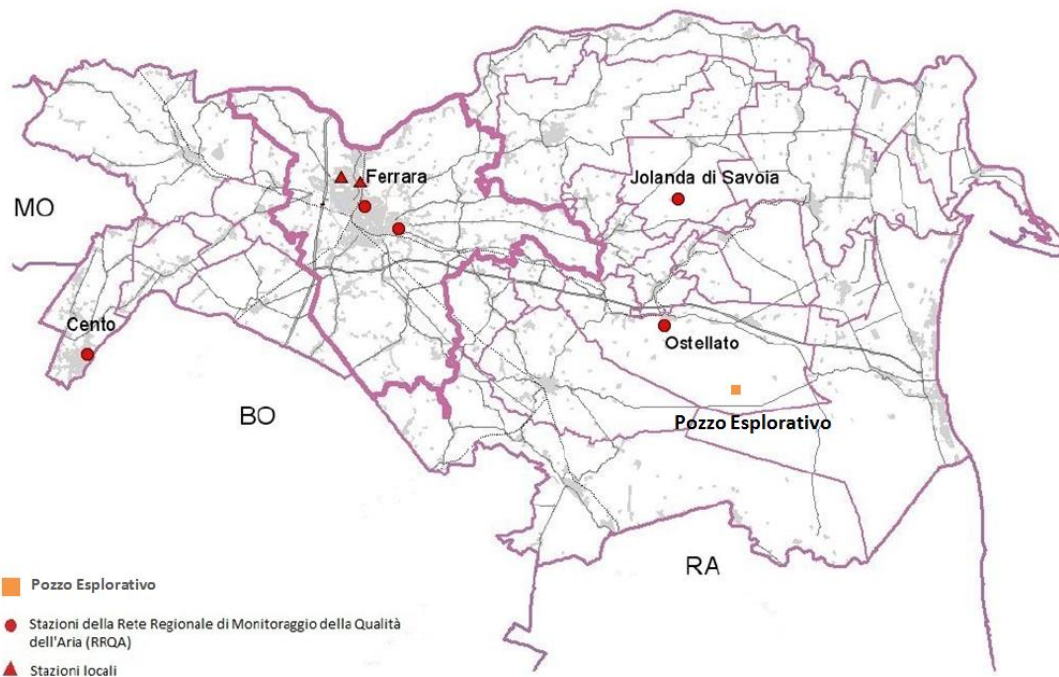 Ferrara
Jolanda di Savoia
MO
Cento
Ostellato
BO
Pozzo Esplorativo
RA
Pozzo Esplorativo
Stazioni della Rete Regionale di Monitoraggio della Qualità
dell'Aria (RRQA)
Stazioni locali